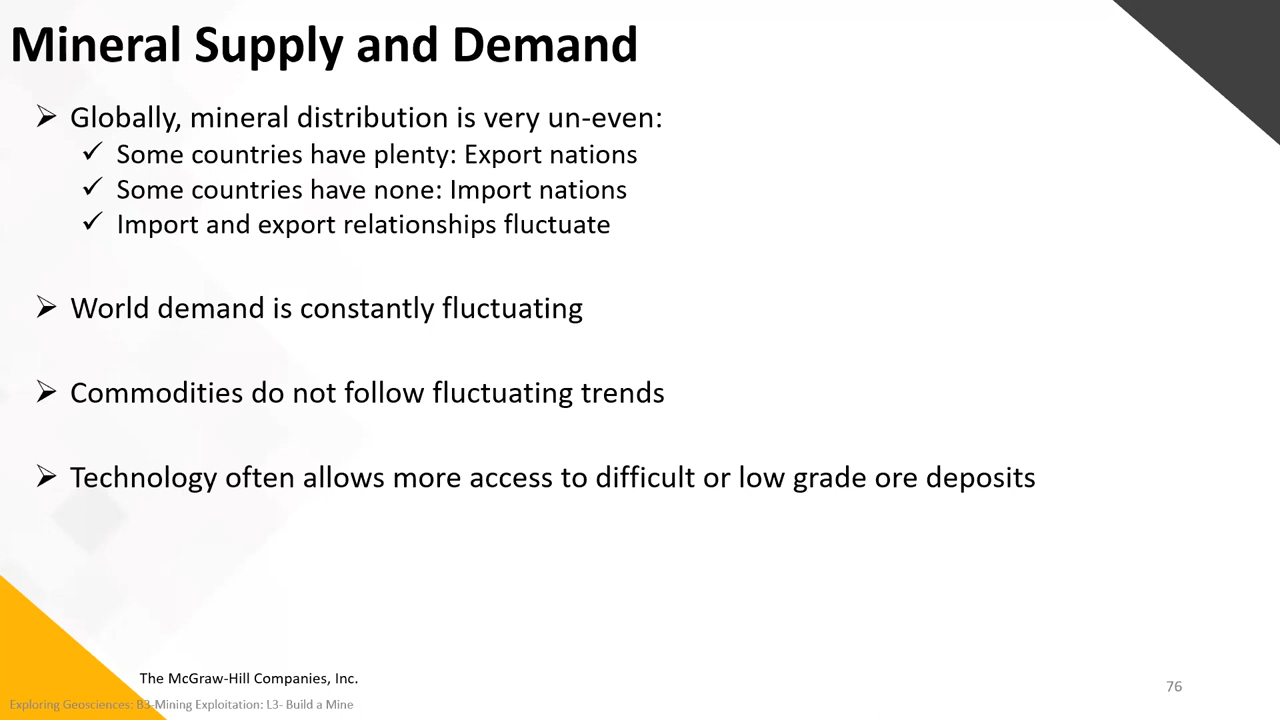 Mineral Supply and Demand
➢ Globally, mineral distribution is very un-even:
✓ Some countries have plenty: Export nations
✓ Some countries have none: Import nations
✓ Import and export relationships fluctuate
➢ World demand is constantly fluctuating
➢ Commodities do not follow fluctuating trends
➢ Technology often allows more access to difficult or low grade ore deposits
The McGraw-Hill Companies, Inc.
76
Exploring Geosciences: B3-Mining Exploitation: L3- Build a Mine